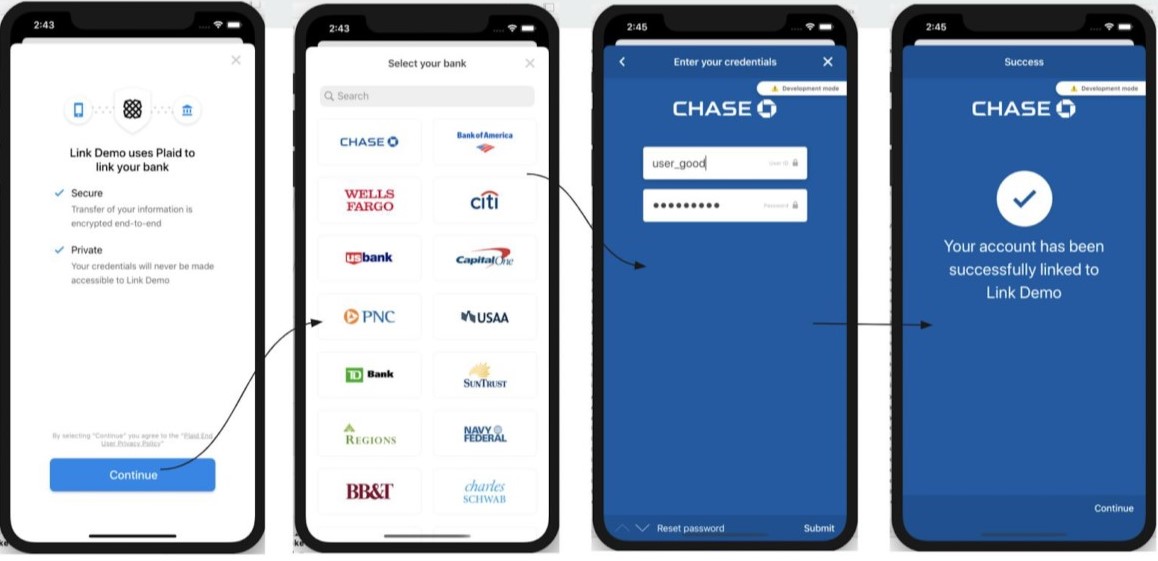 2:43
Link Demo uses Plaid to
link your bank
Secure
Transfer of your information is
encrypted end-to-end
Private
Your credentials will never be made
accessible to Link Demo
By selecting "Continue" you agree to the "Plaid End
User Privacy Policy"
Continue
ke
2:43
Select your bank
Search
CHASE
Bank of America
WELLS
FARGO
citi
usbank
Capital One
PNC
USAA
TD Bank
SUNTRUST
REGIONS
NAVY
FEDERAL
BB&T
charles
SCHWAB
ke
2:45
Enter your credentials
Development mode
CHASE
user_good
User ID
Password
Reset password
Submit
2:45
Success
Development mode
CHASE
Your account has been
successfully linked to
Link Demo
Continue